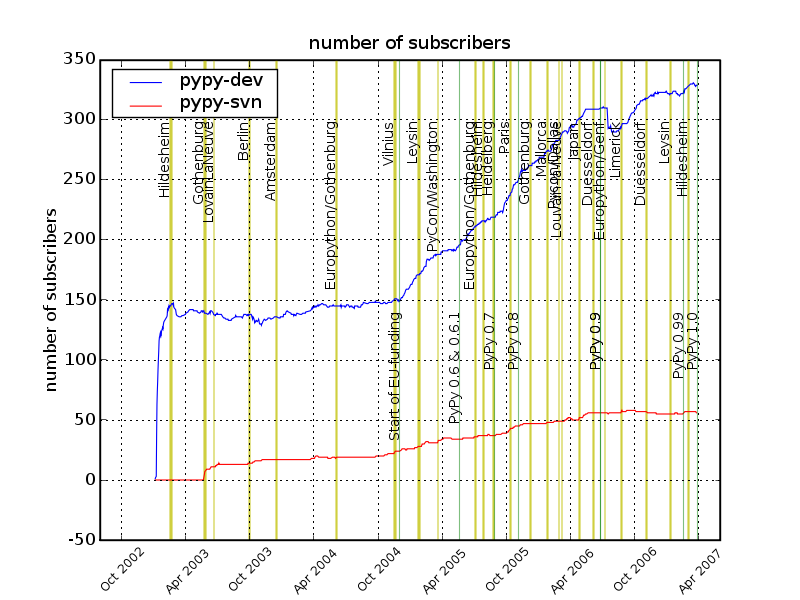 number of subscribers
pypy-dev
pypy-svn
number of subscribers
350
300
250
200
150
100
50
0
-50
Hildesheim
Gothenburg
LovainLaNeuve
Berlin
Amsterdam
Europython/Gothenburg
Vilnius
Leysin
PyCon/Washington
Europython/Gothenburg
Hildesheim
Heidelberg
Paris
Gothenburg
Mallorca
Pycon/Dallas
Louvain-la-Neuve
Japan
Duesseldorf
Europython/Genf
Limerick
Duesseldorf
Leysin
Hildesheim
Start of EU-funding
PyPy 0.6 & 0.6.1
PyPy 0.7
PyPy 0.8
PyPy 0.9
PyPy 0.99
PyPy 1.0
Oct 2002
Apr 2003
Oct 2003
Apr 2004
Oct 2004
Apr 2005
Oct 2005
Apr 2006
Oct 2006
Apr 2007